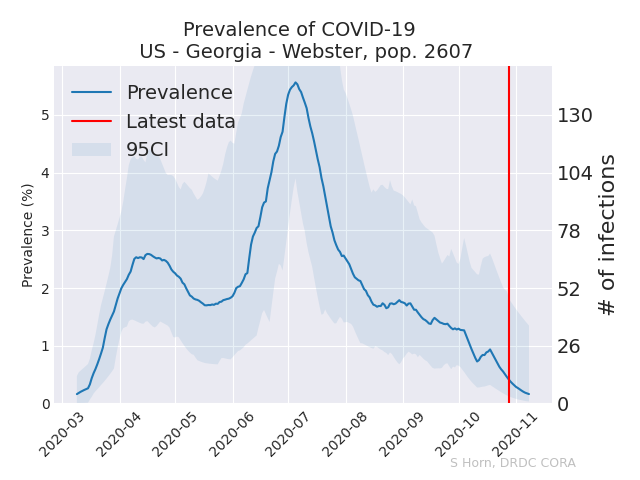 Prevalence of COVID-19
US - Georgia - Webster, pop. 2607
Prevalence
Latest data
95CI
Prevalence (%)
5
4
3
2
1
0
130
104
78
52
26
0
# of infections
2020-03
2020-04
2020-05
2020-06
2020-07
2020-08
2020-09
2020-10
2020-11
S Horn, DRDC CORA